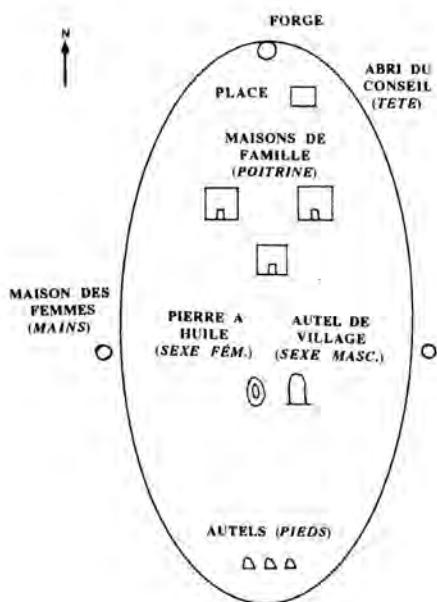 FORGE
N
ABRI DU
CONSEIL
(TETE)
PLACE
MAISONS DE
FAMILLE
(POITRINE)
MAISON DES
FEMMES
(MAINS)
PIERRE A
HUILE
(SEXE FÉM.)
AUTEL DE
VILLAGE
(SEXE MASC.)
AUTELS (PIEDS)